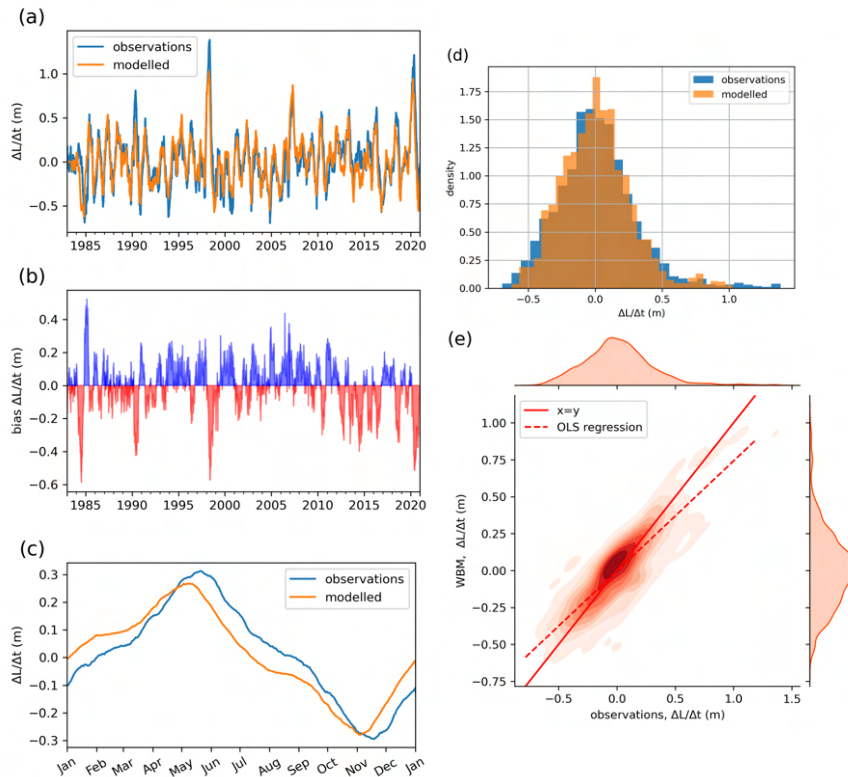 (a)
observations
modelled
ΔL/Δt (m)
1.0
0.5
0.0
−0.5
1985 1990 1995 2000 2005 2010 2015 2020
(b)
bias ΔL/Δt (m)
0.4
0.2
0.0
−0.2
−0.4
−0.6
1985 1990 1995 2000 2005 2010 2015 2020
(c)
observations
modelled
ΔL/Δt (m)
0.3
0.2
0.1
0.0
−0.1
−0.2
−0.3
Jan Feb Mar Apr May Jun Jul Aug Sep Oct Nov Dec Jan
(d)
observations
modelled
density
1.75
1.50
1.25
1.00
0.75
0.50
0.25
0.00
−0.5 0.0 0.5 1.0
ΔL/Δt (m)
(e)
x=y
OLS regression
WBM, ΔL/Δt (m)
1.00
0.75
0.50
0.25
0.00
−0.25
−0.50
−0.75
−0.5 0.0 0.5 1.0 1.5
observations, ΔL/Δt (m)